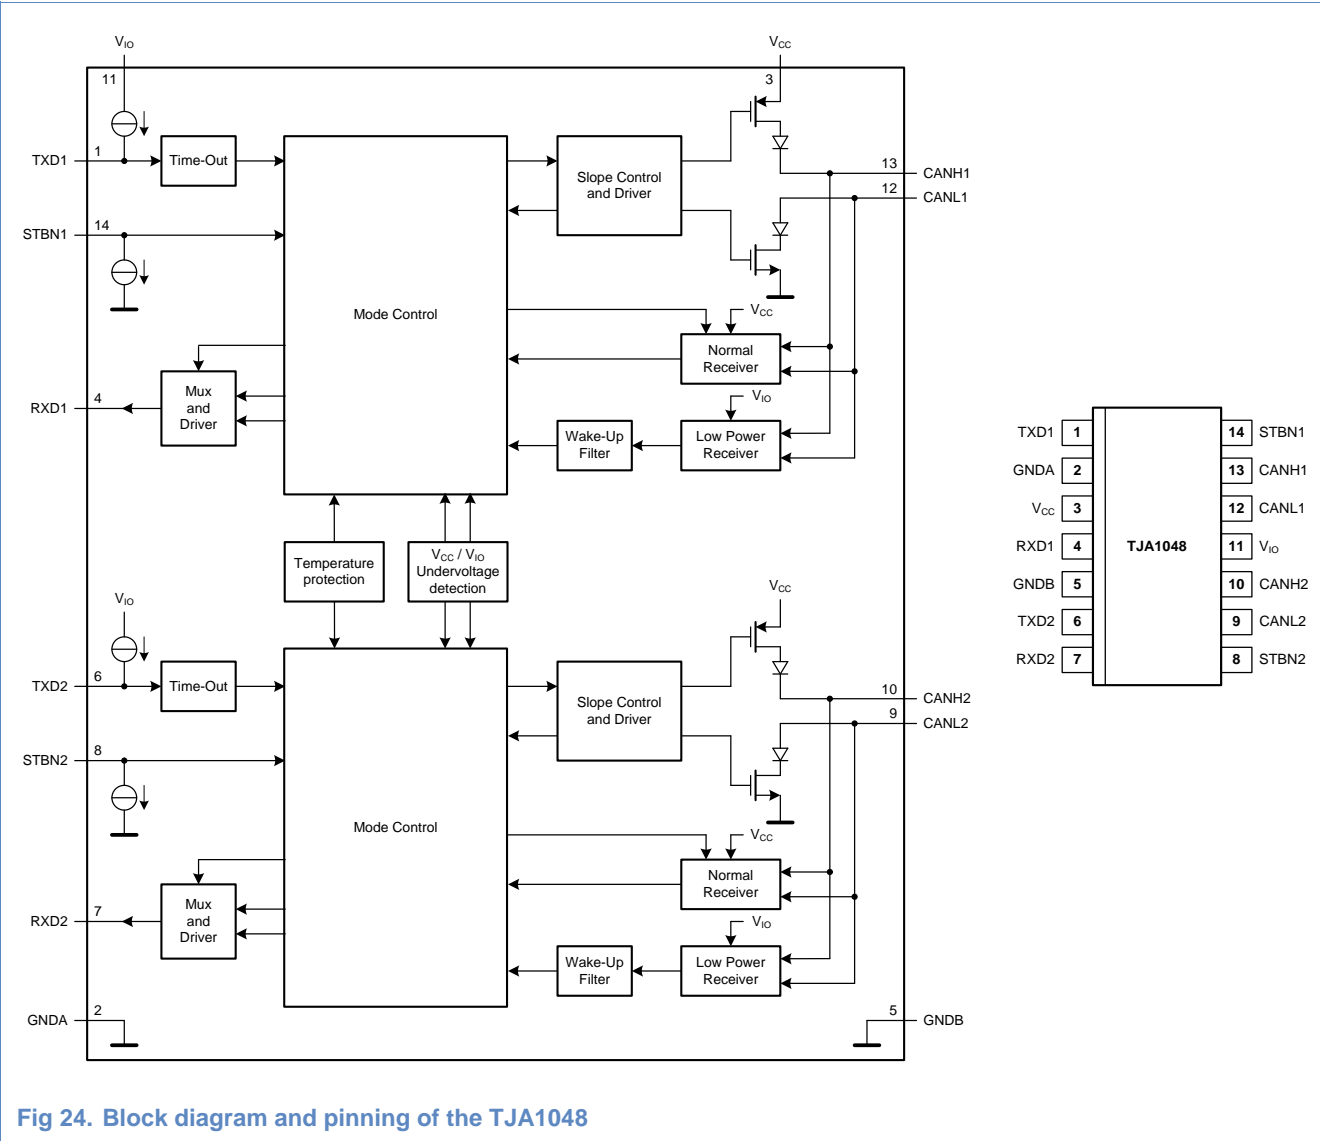 VIO
VCC
11
3
TXD1
1
Time-Out
Slope Control
and Driver
13
CANH1
12
CANL1
STBN1
14
Mode Control
VCC
Normal
Receiver
VIO
RXD1
4
Mux
and
Driver
Wake-Up
Filter
Low Power
Receiver
Temperature
protection
VCC / VIO
Undervoltage
detection
VIO
VCC
TXD2
6
Time-Out
Slope Control
and Driver
10
CANH2
9
CANL2
STBN2
8
Mode Control
VCC
Normal
Receiver
VIO
RXD2
7
Mux
and
Driver
Wake-Up
Filter
Low Power
Receiver
GNDA
2
5
GNDB
TXD1 1
14 STBN1
GNDA 2
13 CANH1
VCC 3
12 CANL1
RXD1 4
TJA1048
11 VIO
GNDB 5
10 CANH2
TXD2 6
9 CANL2
RXD2 7
8 STBN2
Fig 24. Block diagram and pinning of the TJA1048